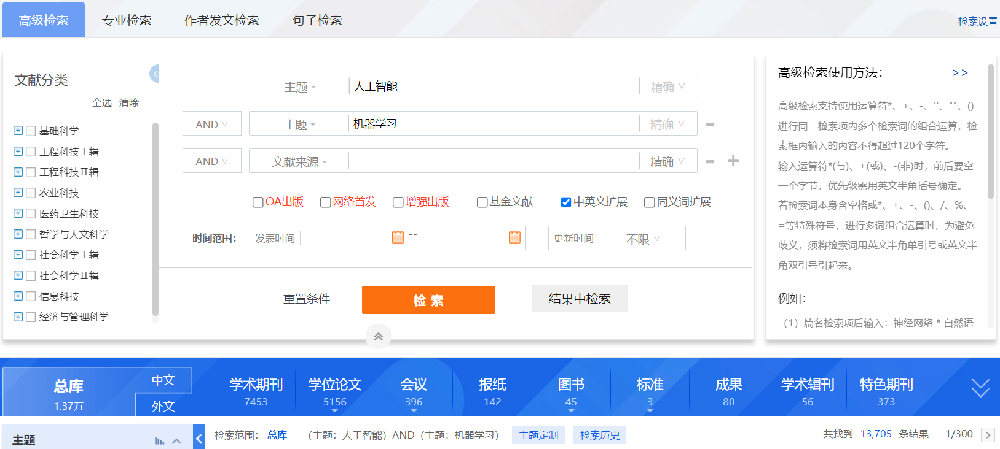 高级检索 专业检索 作者发文检索 句子检索 检索设置
文献分类
全选 清除
基础科学
工程科技Ⅰ辑
工程科技Ⅱ辑
农业科技
医药卫生科技
哲学与人文科学
社会科学Ⅰ辑
社会科学Ⅱ辑
信息科技
经济与管理科学
主题 人工智能 精确
AND 主题 机器学习 精确
AND 文献来源 精确
OA出版 网络首发 增强出版 基金文献 中英文扩展 同义词扩展
时间范围： 发表时间 -- 更新时间 不限
重置条件 检索 结果中检索
高级检索使用方法： >>
高级检索支持使用运算符*、+、-、''、""、()
进行同一检索项内多个检索词的组合运算，检
索框内输入的内容不得超过120个字符。
输入运算符*(与)、+(或)、-(非)时，前后要空
一个字节，优先级需用英文半角括号确定。
若检索词本身含空格或*、+、-、()、/、%、
=等特殊符号，进行多词组合运算时，为避免
歧义，须将检索词用英文半角单引号或英文半
角双引号引起来。
例如：
（1）篇名检索项后输入：神经网络 * 自然语
总库 1.37万 中文 外文
学术期刊 7453
学位论文 5156
会议 396
报纸 142
图书 45
标准 3
成果 80
学术辑刊 56
特色期刊 373
主题
检索范围： 总库 （主题：人工智能）AND（主题：机器学习） 主题定制 检索历史 共找到 13,705 条结果 1/300 >